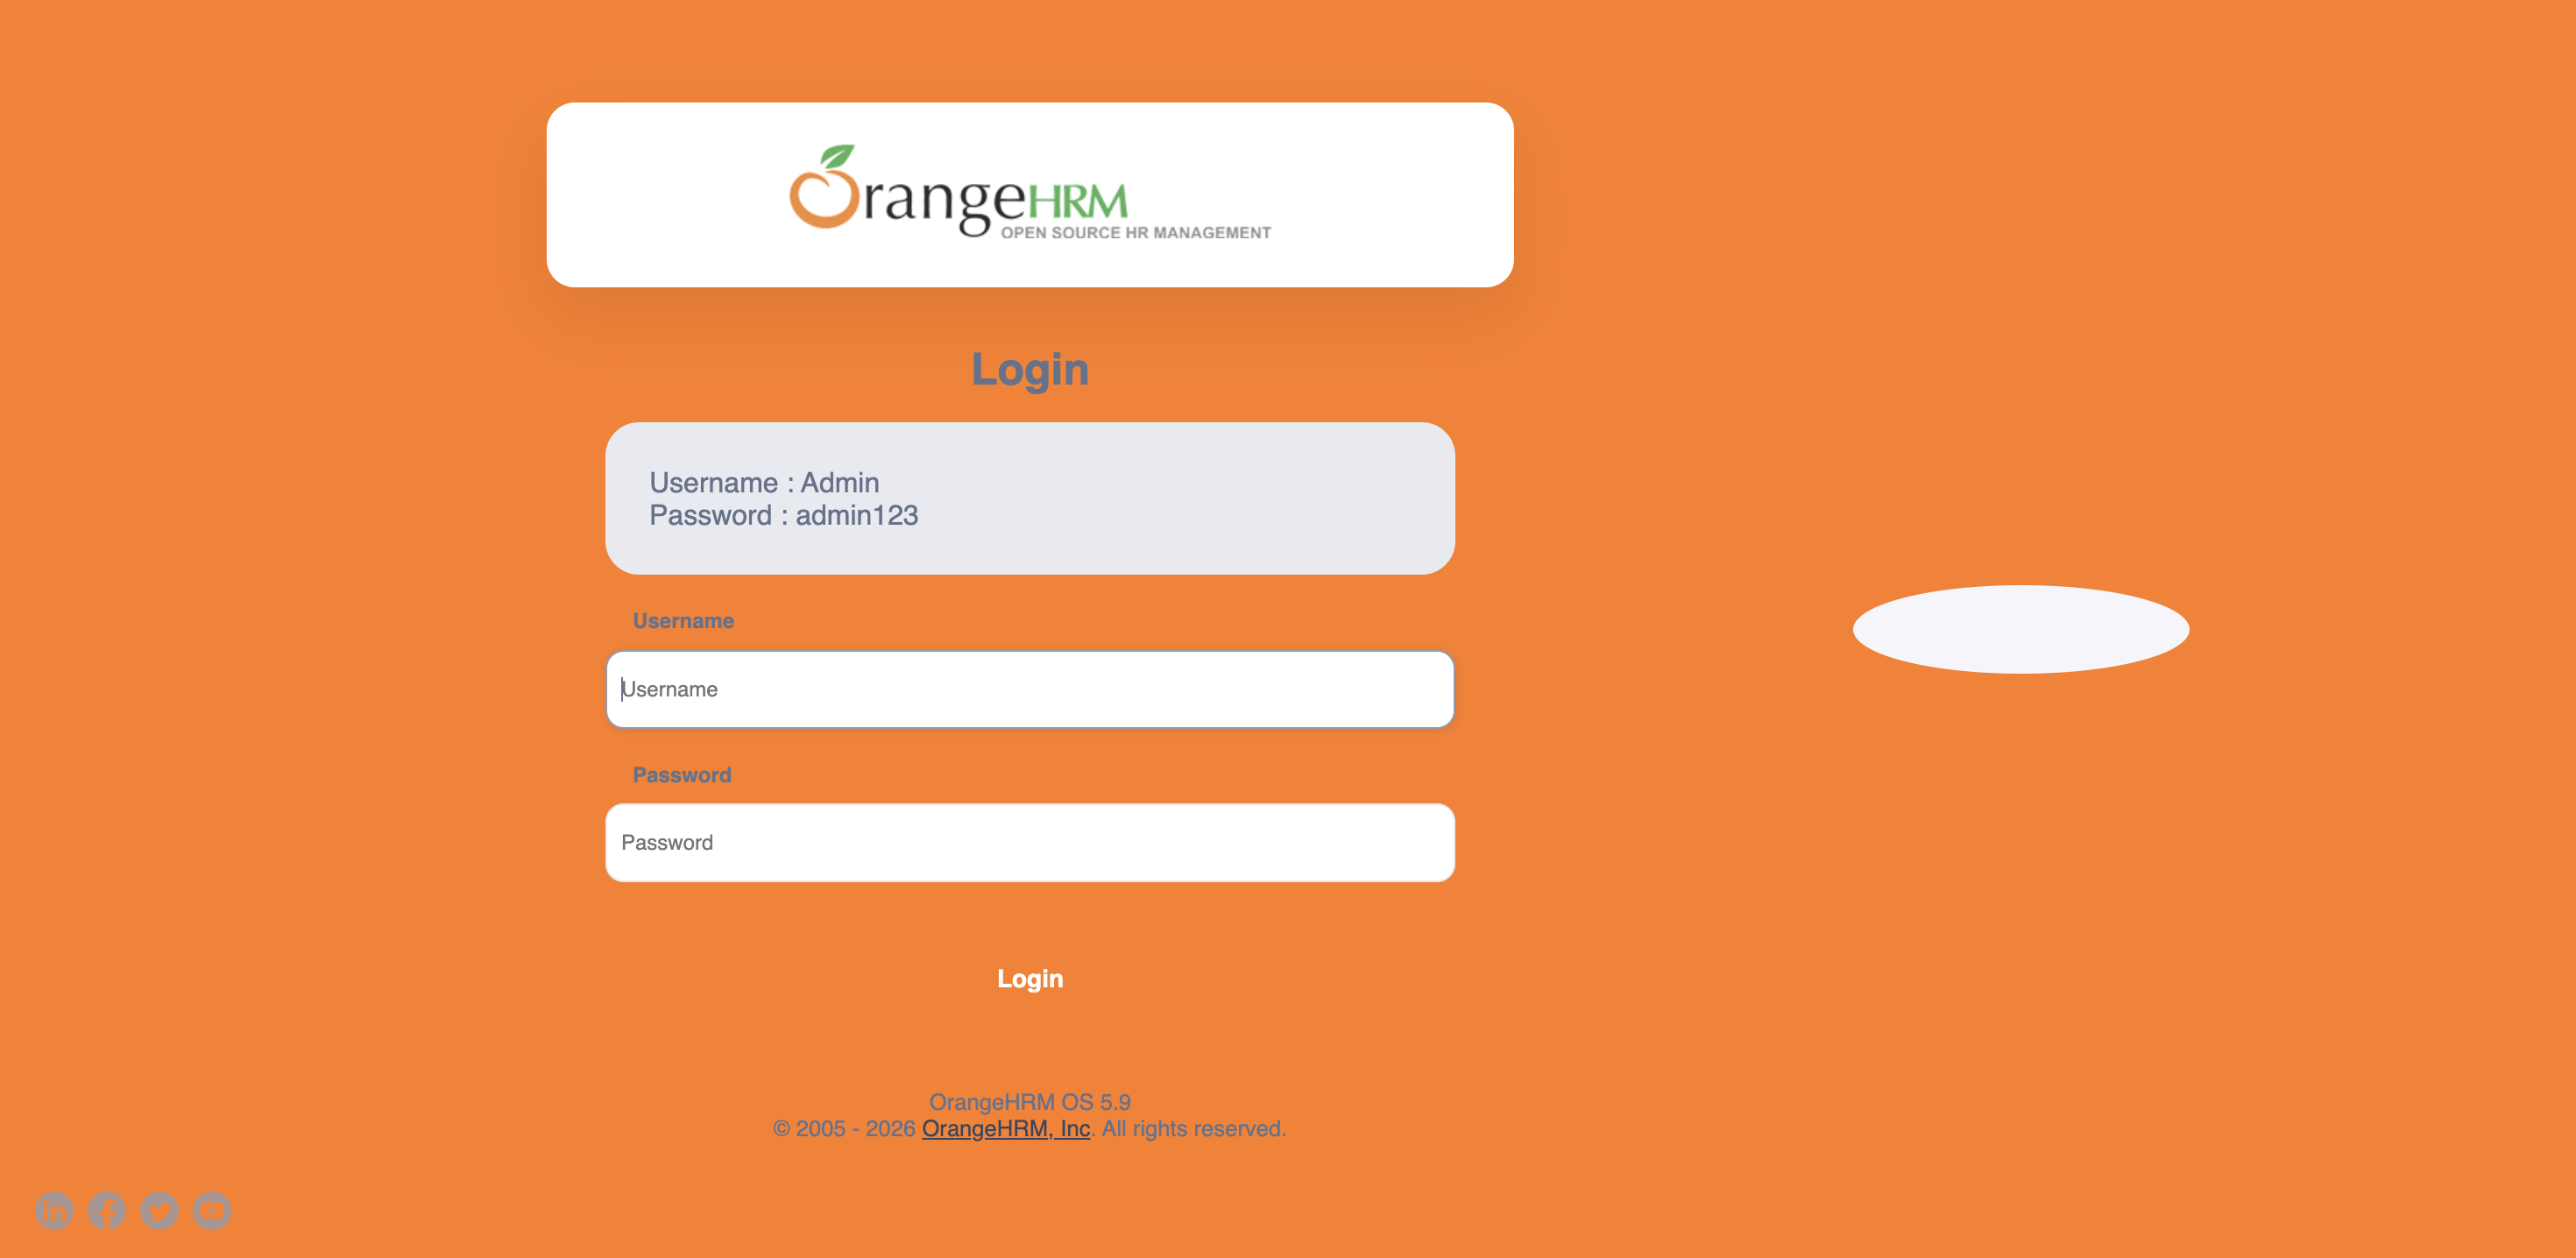 OrangeHRM
OPEN SOURCE HR MANAGEMENT
Login
Username : Admin
Password : admin123
Username
Username
Password
Password
Login
OrangeHRM OS 5.9
© 2005 - 2026 OrangeHRM, Inc. All rights reserved.
in